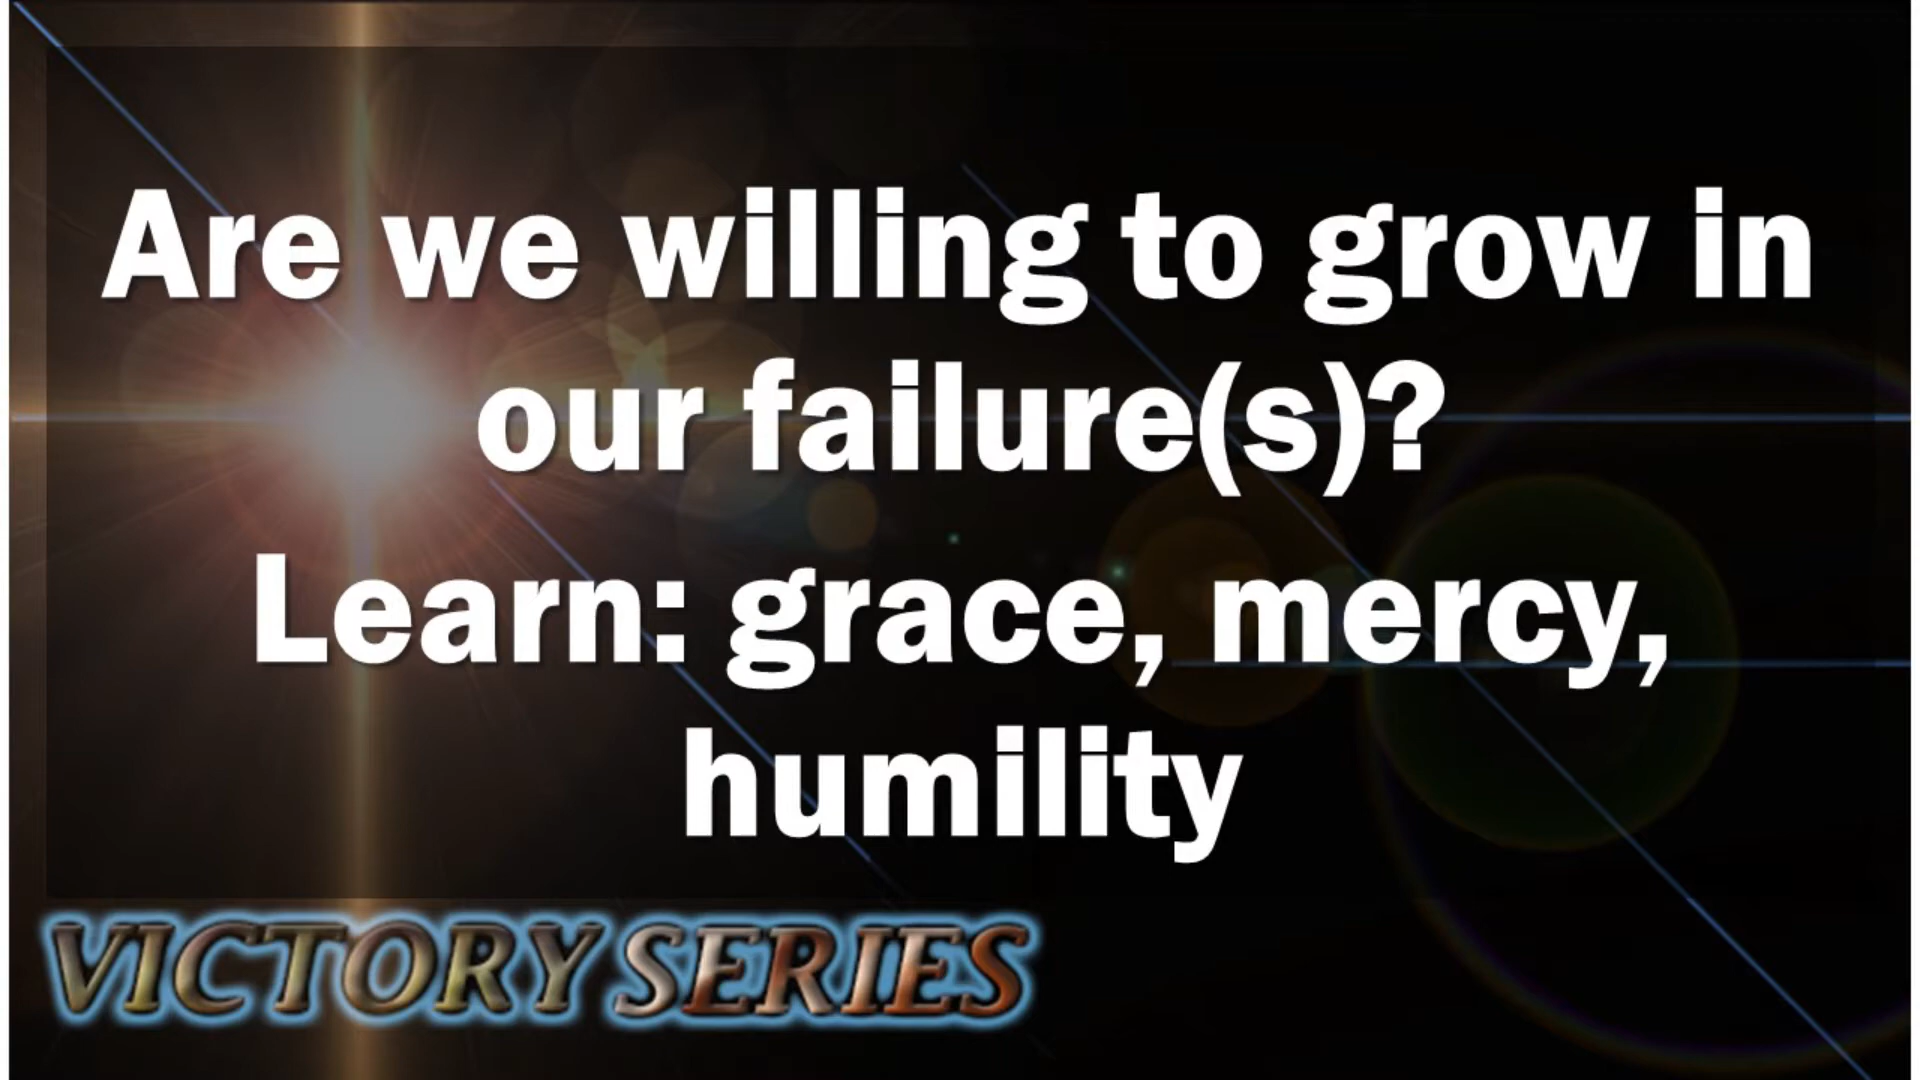 Are we willing to grow in
our failure(s)?
Learn: grace, mercy,
humility
VICTORY SERIES